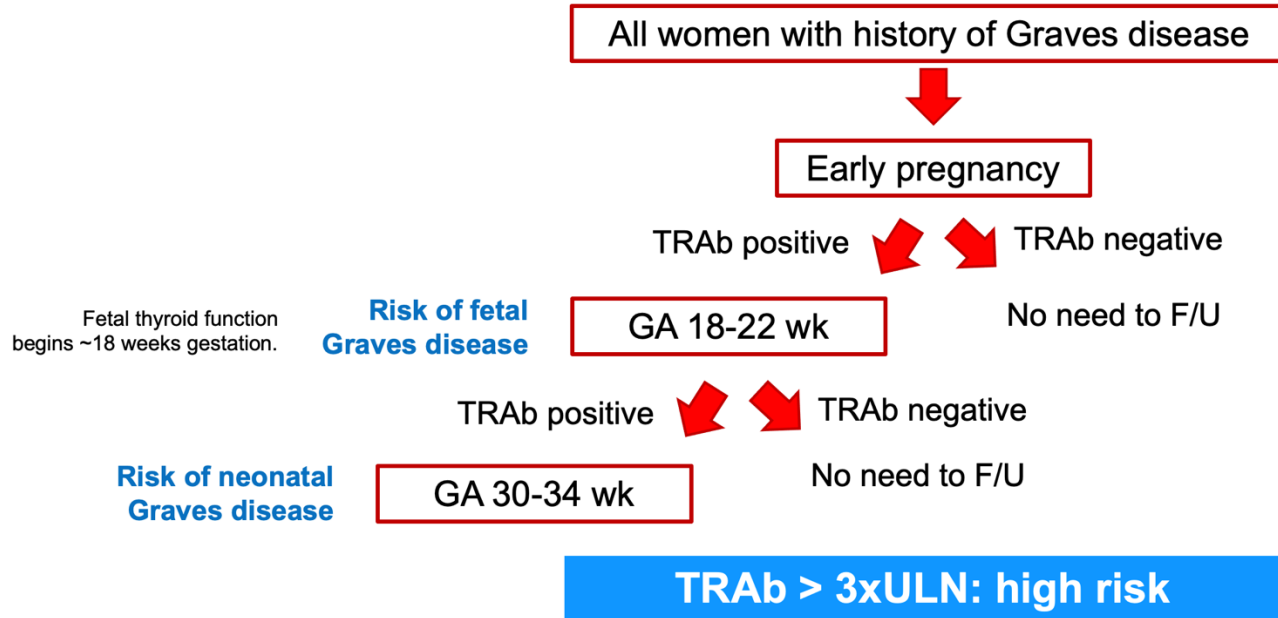 All women with history of Graves disease
Early pregnancy
TRAb positive
TRAb negative
Fetal thyroid function
begins ~18 weeks gestation.
Risk of fetal
Graves disease
GA 18-22 wk
No need to F/U
TRAb positive
TRAb negative
Risk of neonatal
Graves disease
GA 30-34 wk
No need to F/U
TRAb > 3xULN: high risk